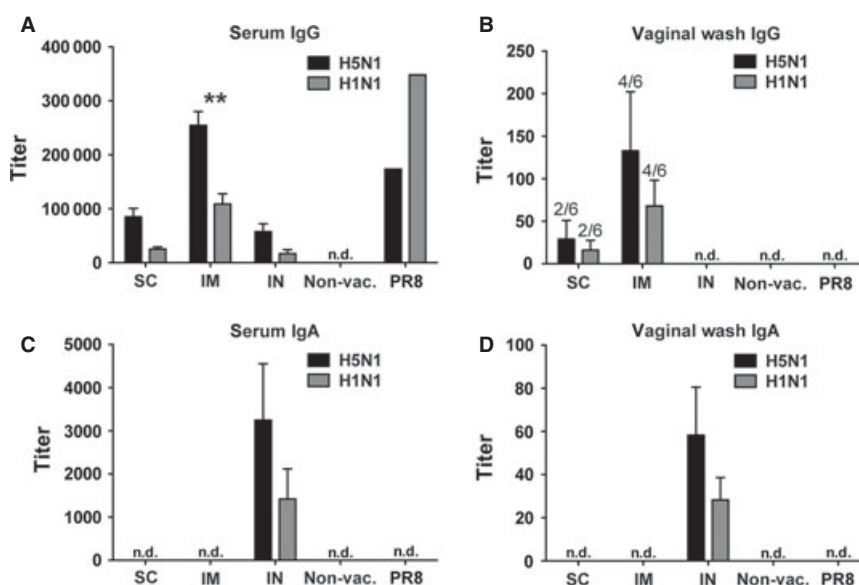 A
Serum IgG
H5N1
H1N1
Titer
400 000
300 000
200 000
100 000
0
**
n.d.
SC IM IN Non-vac. PR8
B
Vaginal wash IgG
H5N1
H1N1
Titer
250
200
150
100
50
0
2/6 2/6 4/6 4/6
n.d. n.d. n.d.
SC IM IN Non-vac. PR8
C
Serum IgA
H5N1
H1N1
Titer
5000
4000
3000
2000
1000
0
n.d. n.d. n.d. n.d.
SC IM IN Non-vac. PR8
D
Vaginal wash IgA
H5N1
H1N1
Titer
100
80
60
40
20
0
n.d. n.d. n.d. n.d.
SC IM IN Non-vac. PR8